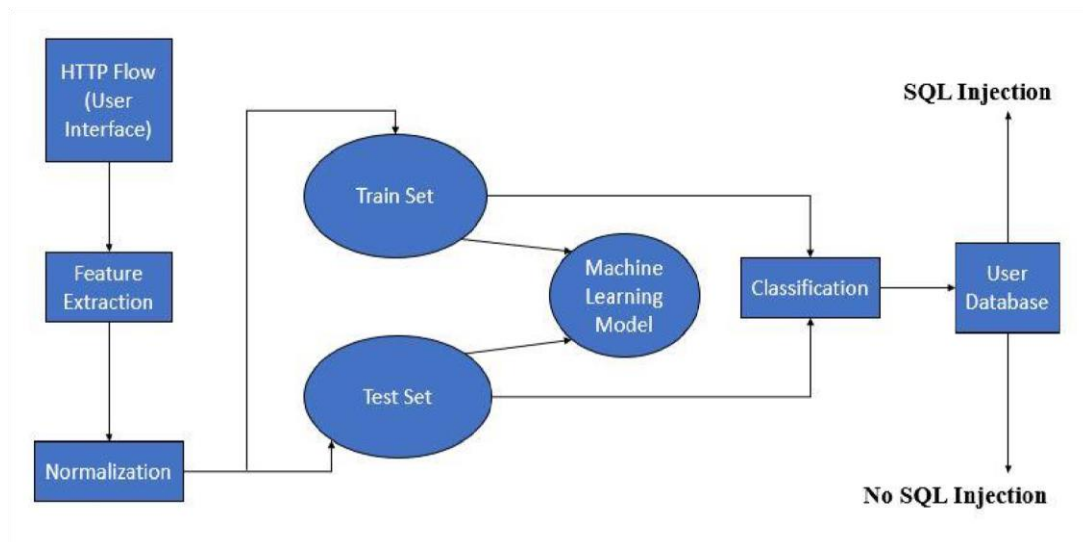 HTTP Flow
(User
Interface)
Feature
Extraction
Normalization
Train Set
Test Set
Machine
Learning
Model
Classification
User
Database
SQL Injection
No SQL Injection